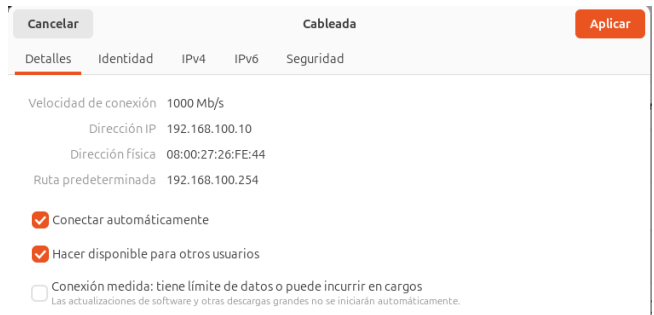 Cancelar Cableada Aplicar
Detalles Identidad IPv4 IPv6 Seguridad
Velocidad de conexión 1000 Mb/s
Dirección IP 192.168.100.10
Dirección física 08:00:27:26:FE:44
Ruta predeterminada 192.168.100.254
Conectar automáticamente
Hacer disponible para otros usuarios
Conexión medida: tiene límite de datos o puede incurrir en cargos
Las actualizaciones de software y otras descargas grandes no se iniciarán automáticamente.